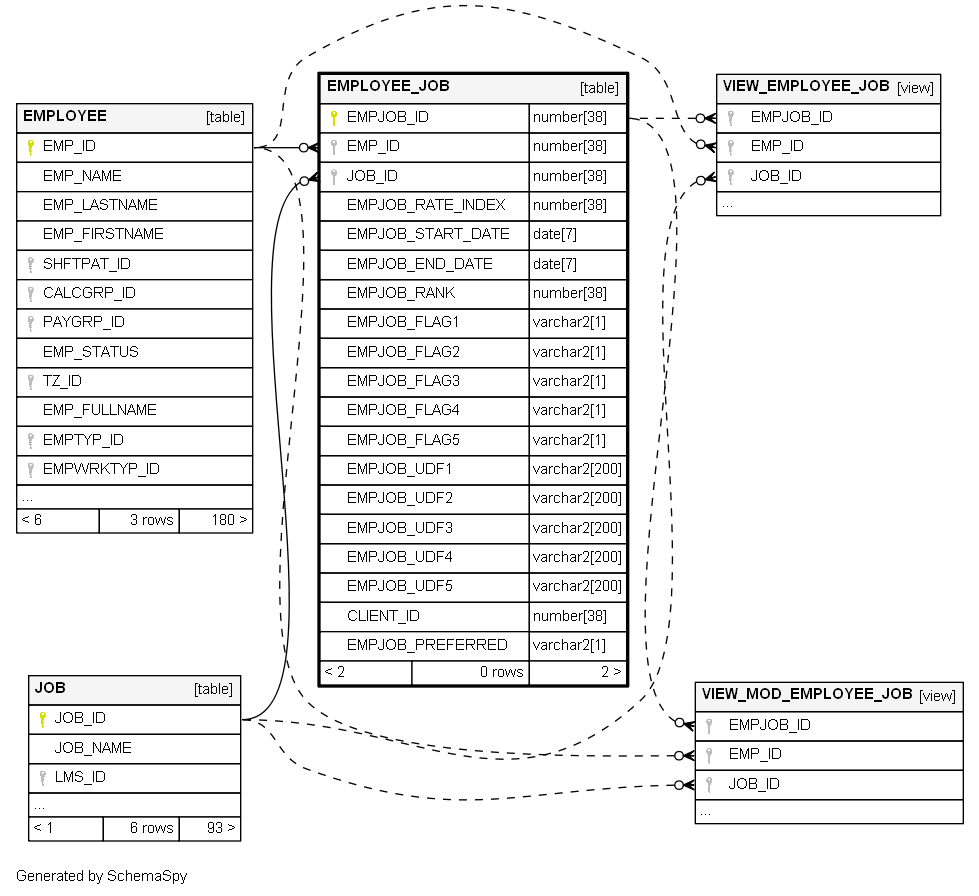 EMPLOYEE [table]
EMP_ID
EMP_NAME
EMP_LASTNAME
EMP_FIRSTNAME
SHFTPAT_ID
CALCGRP_ID
PAYGRP_ID
EMP_STATUS
TZ_ID
EMP_FULLNAME
EMPTYP_ID
EMPWRKTYP_ID
...
< 6 3 rows 180 >
JOB [table]
JOB_ID
JOB_NAME
LMS_ID
...
< 1 6 rows 93 >
EMPLOYEE_JOB [table]
EMPJOB_ID number[38]
EMP_ID number[38]
JOB_ID number[38]
EMPJOB_RATE_INDEX number[38]
EMPJOB_START_DATE date[7]
EMPJOB_END_DATE date[7]
EMPJOB_RANK number[38]
EMPJOB_FLAG1 varchar2[1]
EMPJOB_FLAG2 varchar2[1]
EMPJOB_FLAG3 varchar2[1]
EMPJOB_FLAG4 varchar2[1]
EMPJOB_FLAG5 varchar2[1]
EMPJOB_UDF1 varchar2[200]
EMPJOB_UDF2 varchar2[200]
EMPJOB_UDF3 varchar2[200]
EMPJOB_UDF4 varchar2[200]
EMPJOB_UDF5 varchar2[200]
CLIENT_ID number[38]
EMPJOB_PREFERRED varchar2[1]
< 2 0 rows 2 >
VIEW_EMPLOYEE_JOB [view]
EMPJOB_ID
EMP_ID
JOB_ID
...
VIEW_MOD_EMPLOYEE_JOB [view]
EMPJOB_ID
EMP_ID
JOB_ID
...
Generated by SchemaSpy